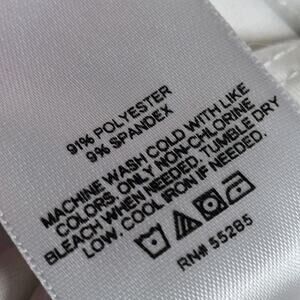 91% POLYESTER
9% SPANDEX
MACHINE WASH COLD WITH LIKE
COLORS, ONLY NON-CHLORINE
BLEACH WHEN NEEDED, TUMBLE DRY
LOW, COOL IRON IF NEEDED.
RN# 55285